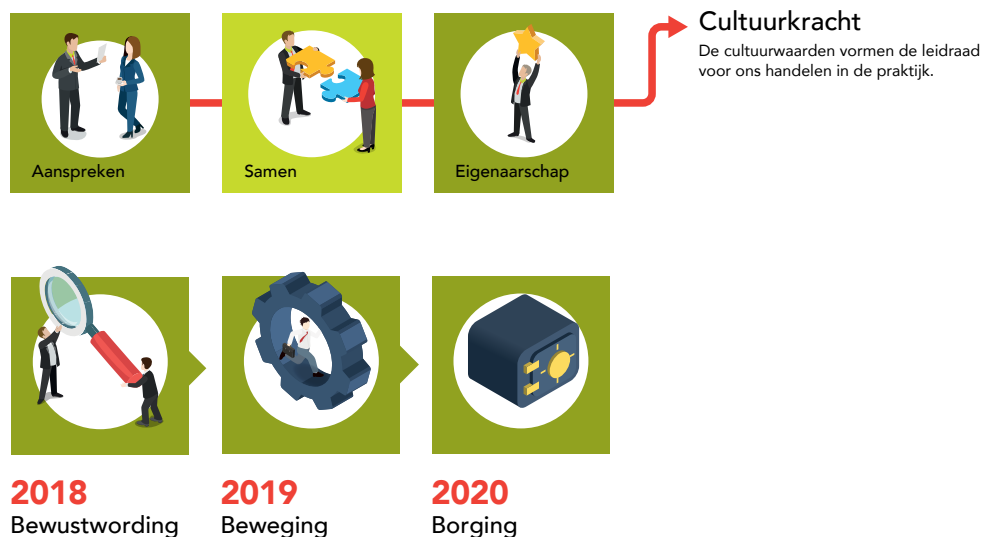 Aanspreken
Samen
Eigenaarschap
Cultuurkracht
De cultuurwaarden vormen de leidraad
voor ons handelen in de praktijk.
2018
Bewustwording
2019
Beweging
2020
Borging